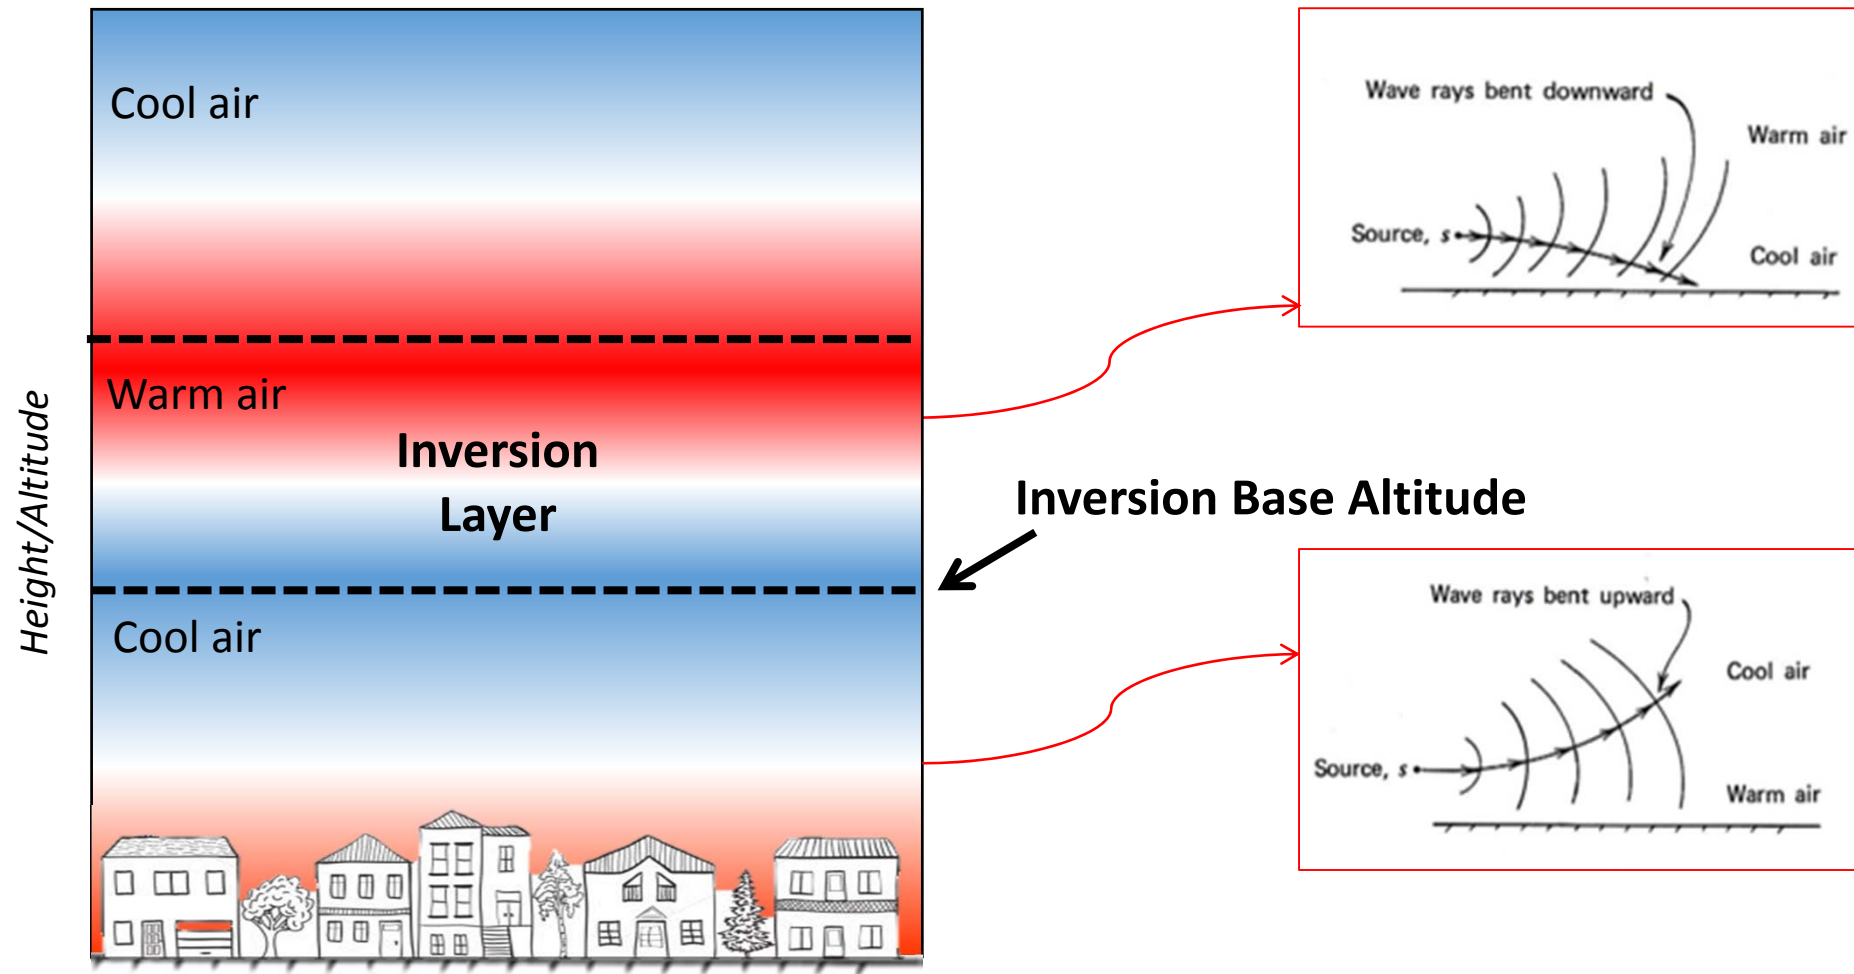 Cool air
Warm air
Inversion
Layer
Cool air
Height/Altitude
Inversion Base Altitude
Wave rays bent downward
Warm air
Source, s
Cool air
Wave rays bent upward
Cool air
Source, s
Warm air